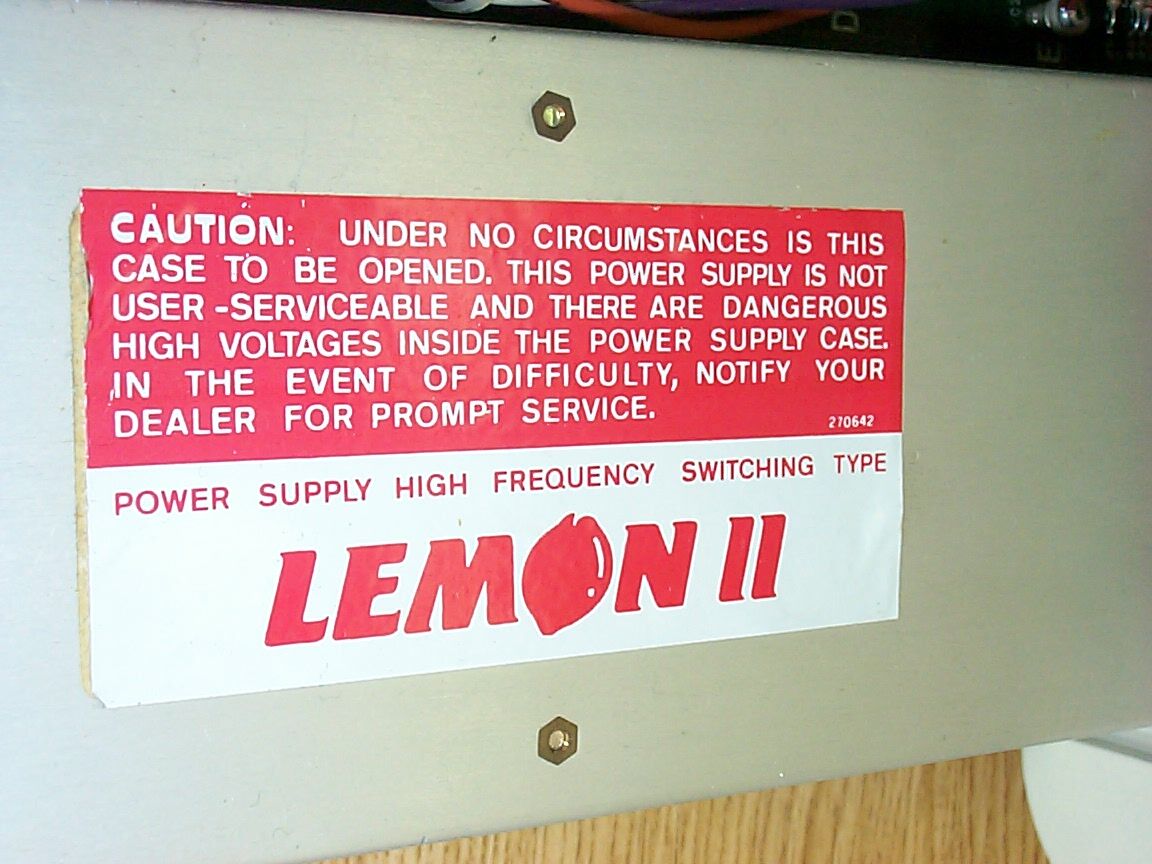 CAUTION: UNDER NO CIRCUMSTANCES IS THIS
CASE TO BE OPENED. THIS POWER SUPPLY IS NOT
USER-SERVICEABLE AND THERE ARE DANGEROUS
HIGH VOLTAGES INSIDE THE POWER SUPPLY CASE.
IN THE EVENT OF DIFFICULTY, NOTIFY YOUR
DEALER FOR PROMPT SERVICE.
270642
POWER SUPPLY HIGH FREQUENCY SWITCHING TYPE
LEMON II